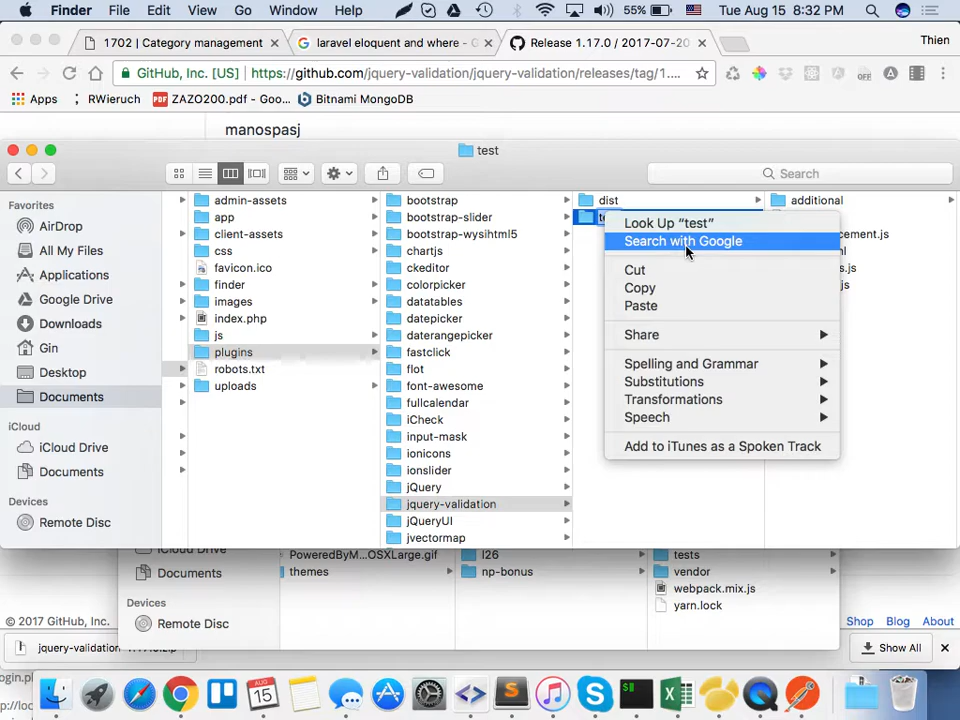 Finder File Edit View Go Window Help 55% Tue Aug 15 8:32 PM
1702 | Category management
laravel eloquent and where - G
Release 1.17.0 / 2017-07-20
Thien
GitHub, Inc. [US] https://github.com/jquery-validation/jquery-validation/releases/tag/1....
Apps
RWieruch
ZAZO200.pdf - Goo...
Bitnami MongoDB
manospasj
test
Search
Favorites
AirDrop
All My Files
Applications
Google Drive
Downloads
Gin
Desktop
Documents
iCloud
iCloud Drive
Documents
Devices
Remote Disc
admin-assets
app
client-assets
css
favicon.ico
finder
images
index.php
js
plugins
robots.txt
uploads
bootstrap
bootstrap-slider
bootstrap-wysihtml5
chartjs
ckeditor
colorpicker
datatables
datepicker
daterangepicker
fastclick
flot
font-awesome
fullcalendar
iCheck
input-mask
ionicons
ionslider
jQuery
jquery-validation
jQueryUI
jvectormap
dist
additional
Look Up “test”
Search with Google
Cut
Copy
Paste
Share
Spelling and Grammar
Substitutions
Transformations
Speech
Add to iTunes as a Spoken Track
Documents
Devices
Remote Disc
PoweredByM...OSXLarge.gif
themes
l26
np-bonus
tests
vendor
webpack.mix.js
yarn.lock
© 2017 GitHub, Inc.
Shop Blog About
Show All
AUG
15